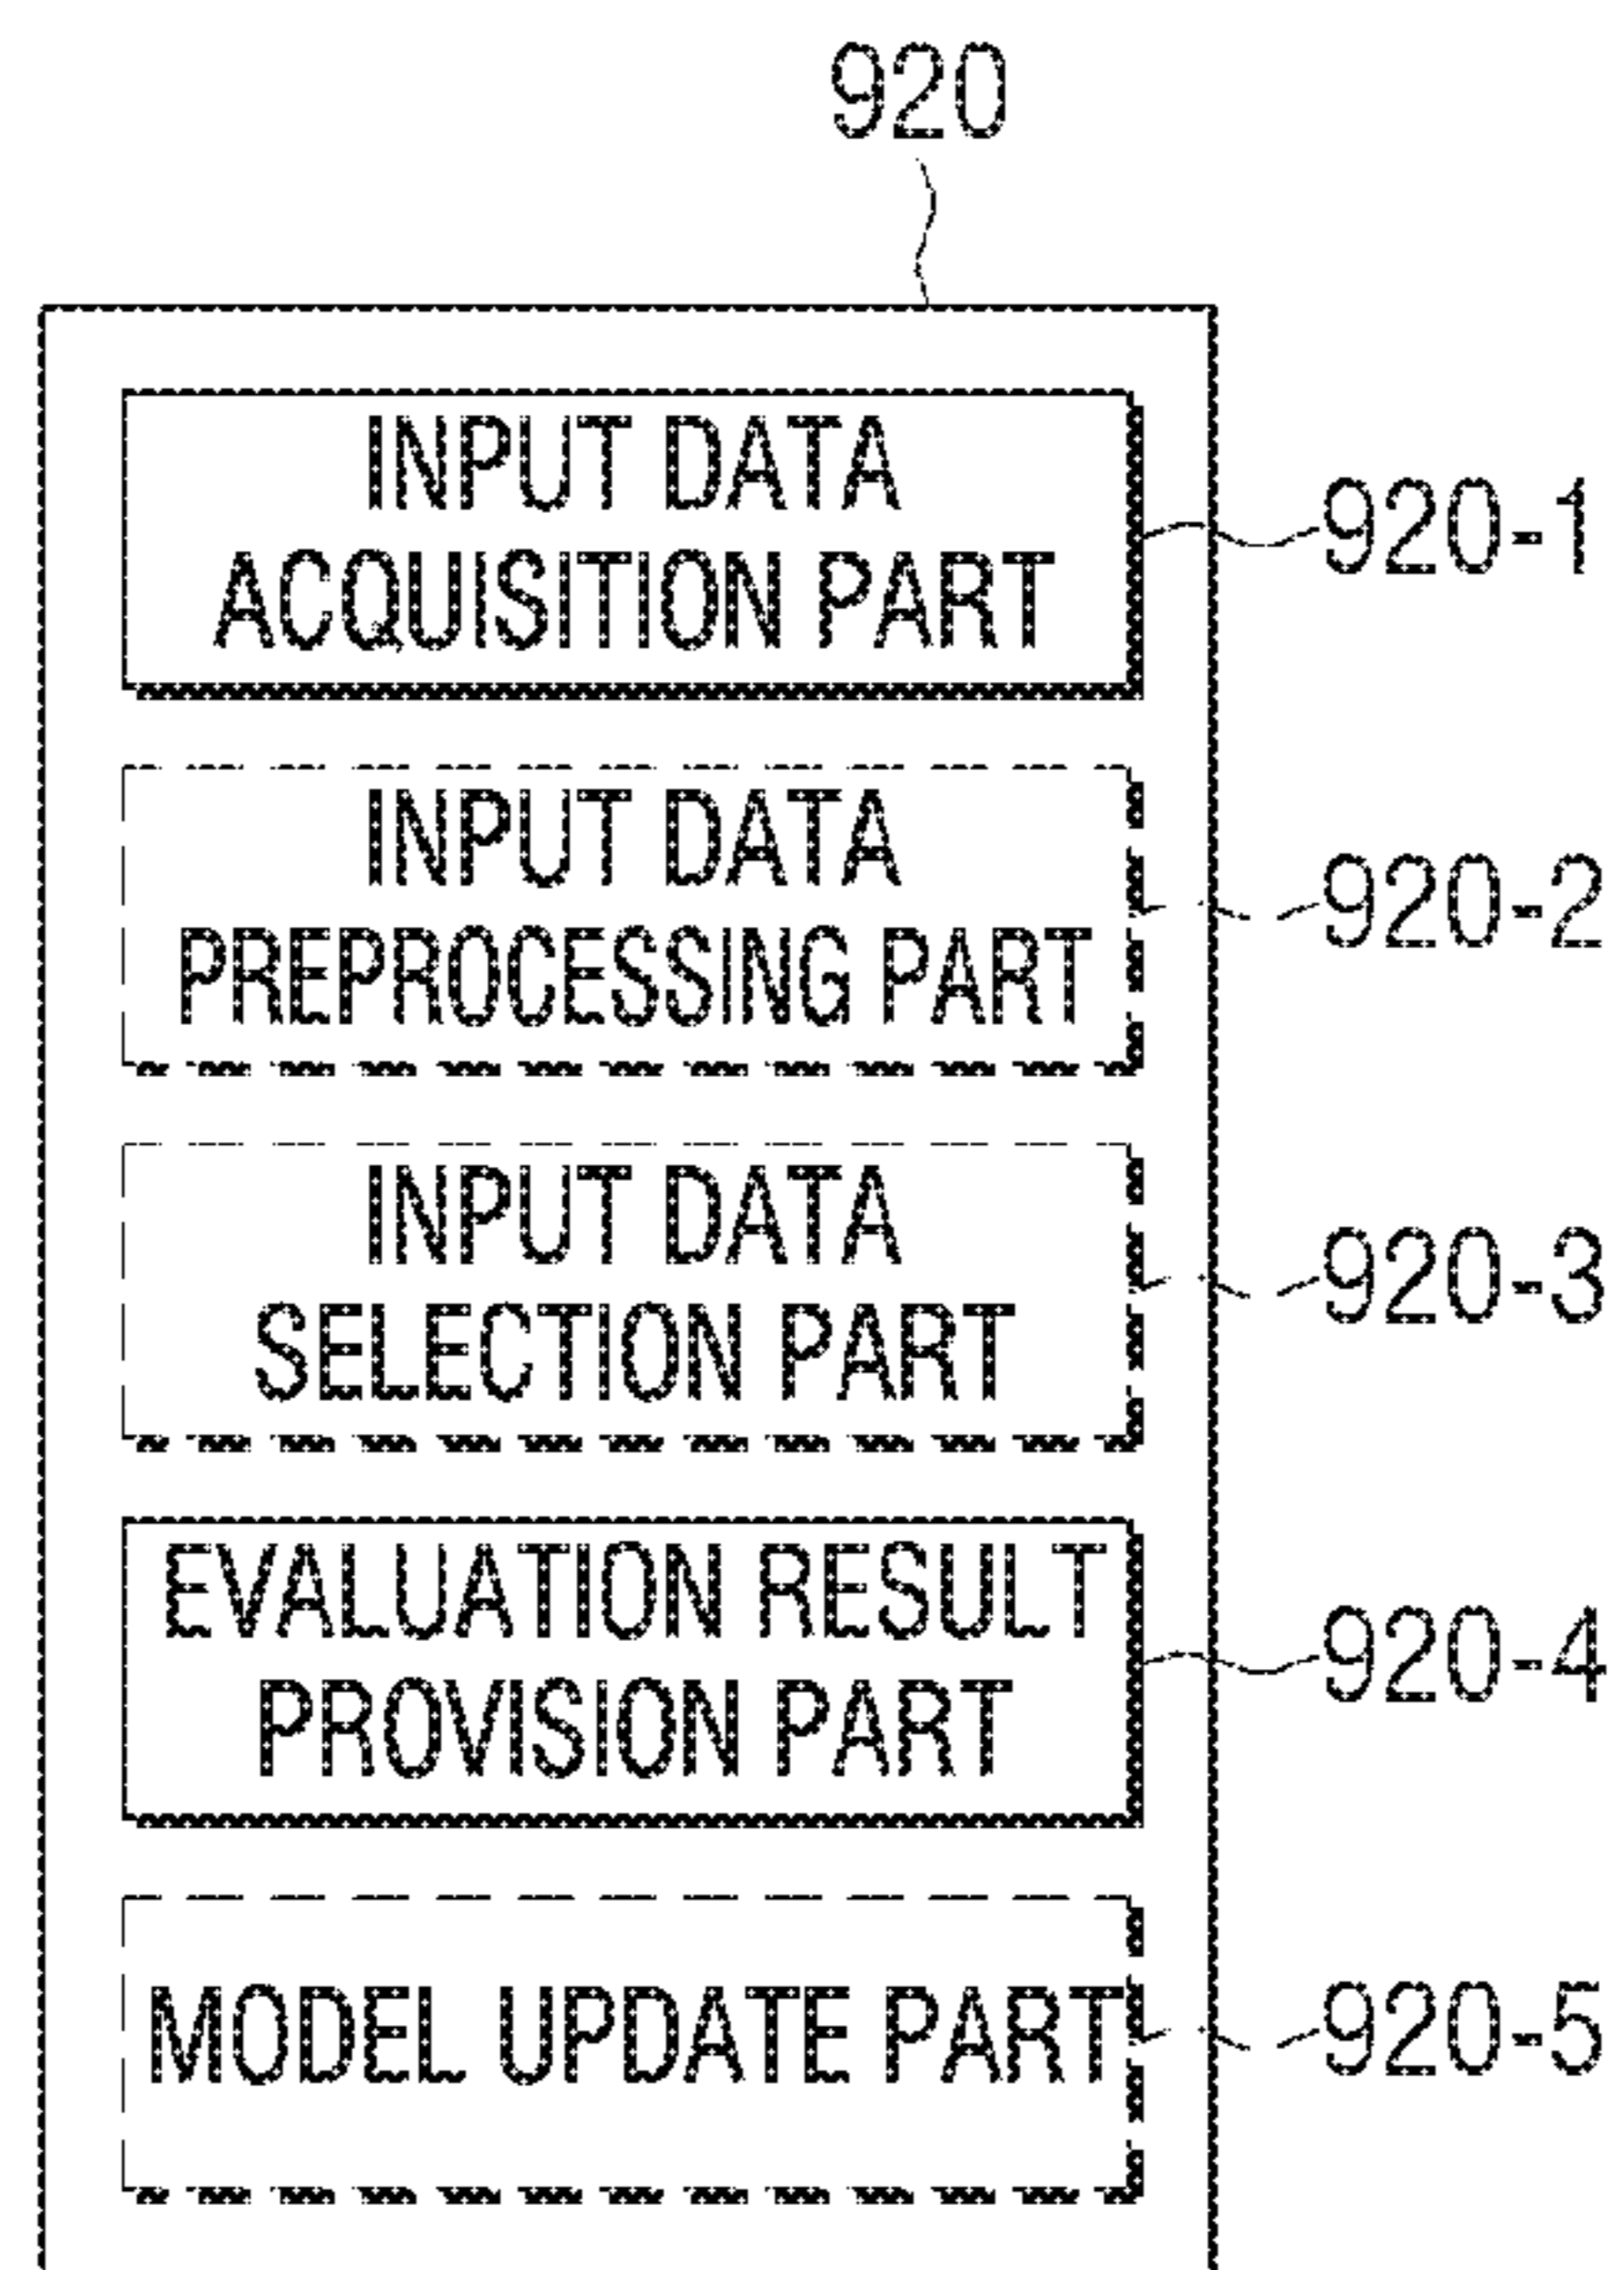 920
INPUT DATA
ACQUISITION PART
920-1
INPUT DATA
PREPROCESSING PART
920-2
INPUT DATA
SELECTION PART
920-3
EVALUATION RESULT
PROVISION PART
920-4
MODEL UPDATE PART
920-5